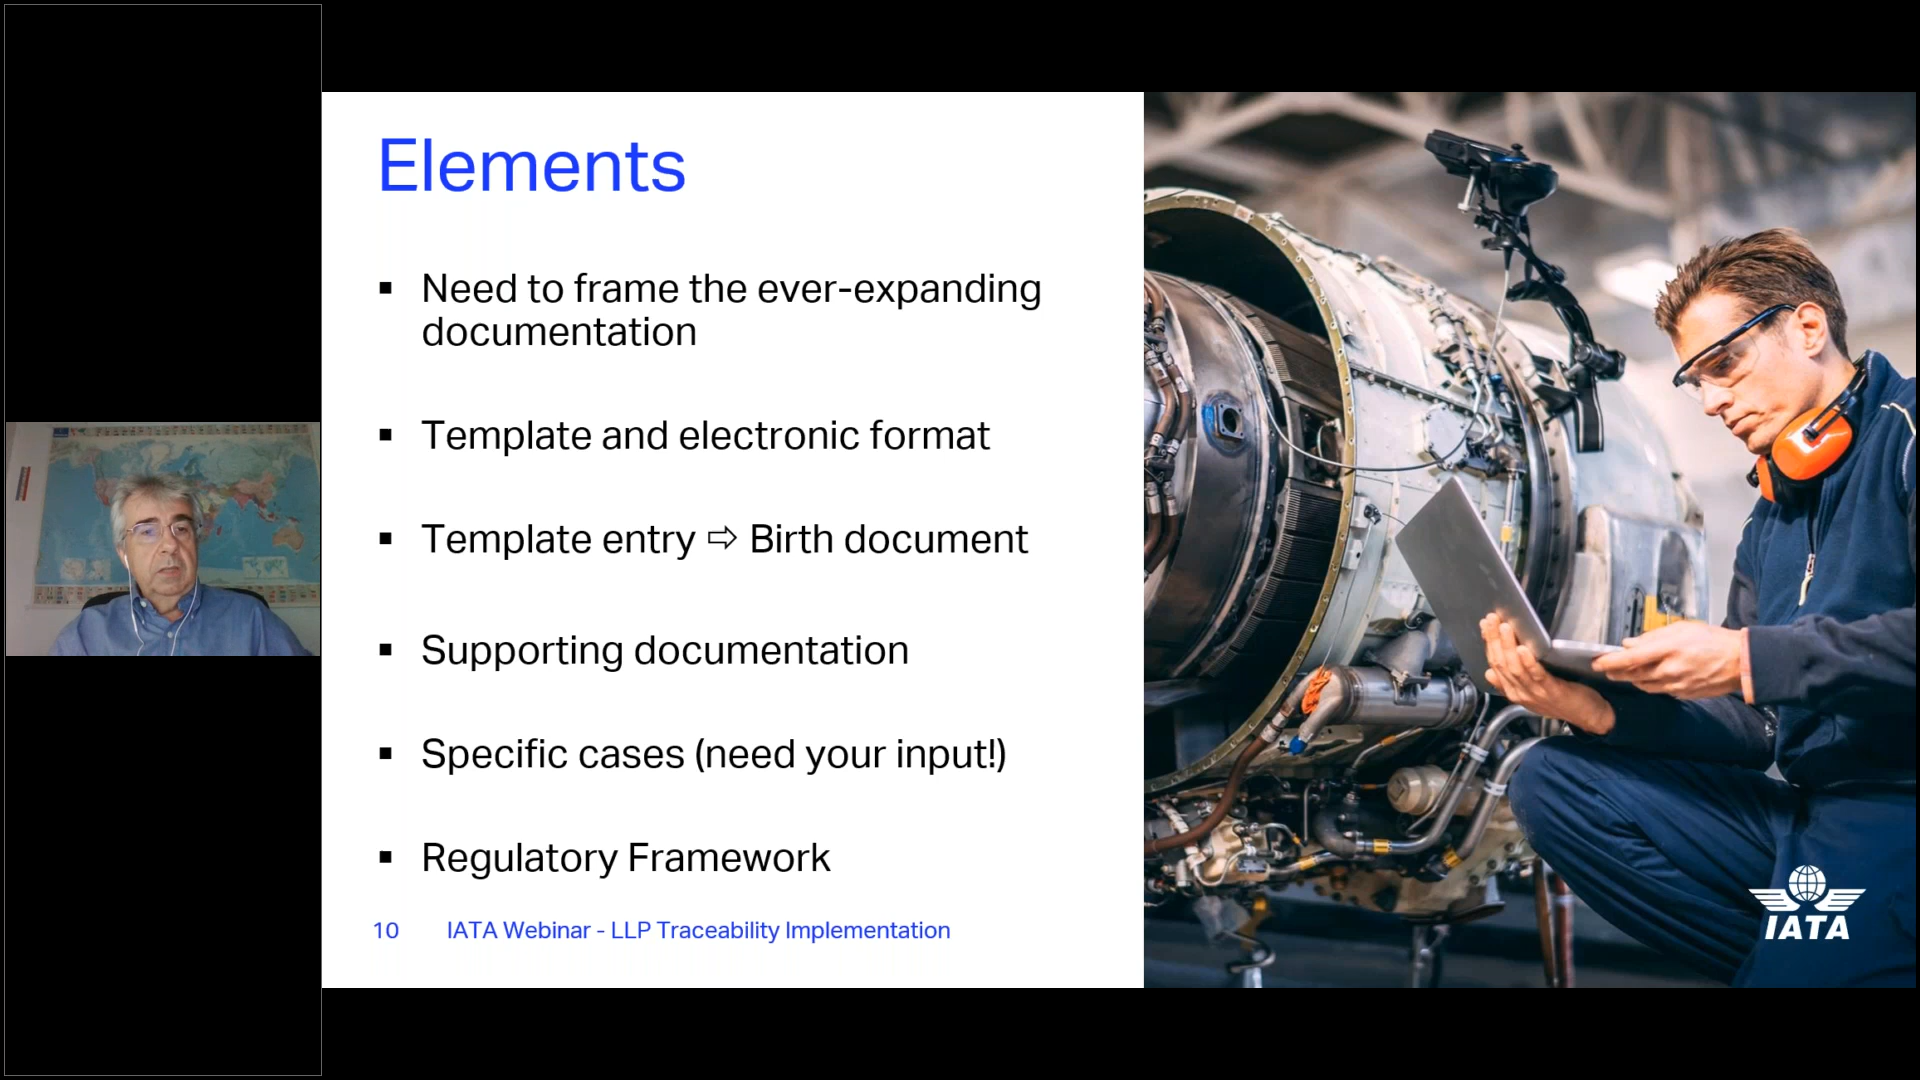 Elements
▪ Need to frame the ever-expanding
documentation
▪ Template and electronic format
▪ Template entry ⇨ Birth document
▪ Supporting documentation
▪ Specific cases (need your input!)
▪ Regulatory Framework
10 IATA Webinar - LLP Traceability Implementation
IATA